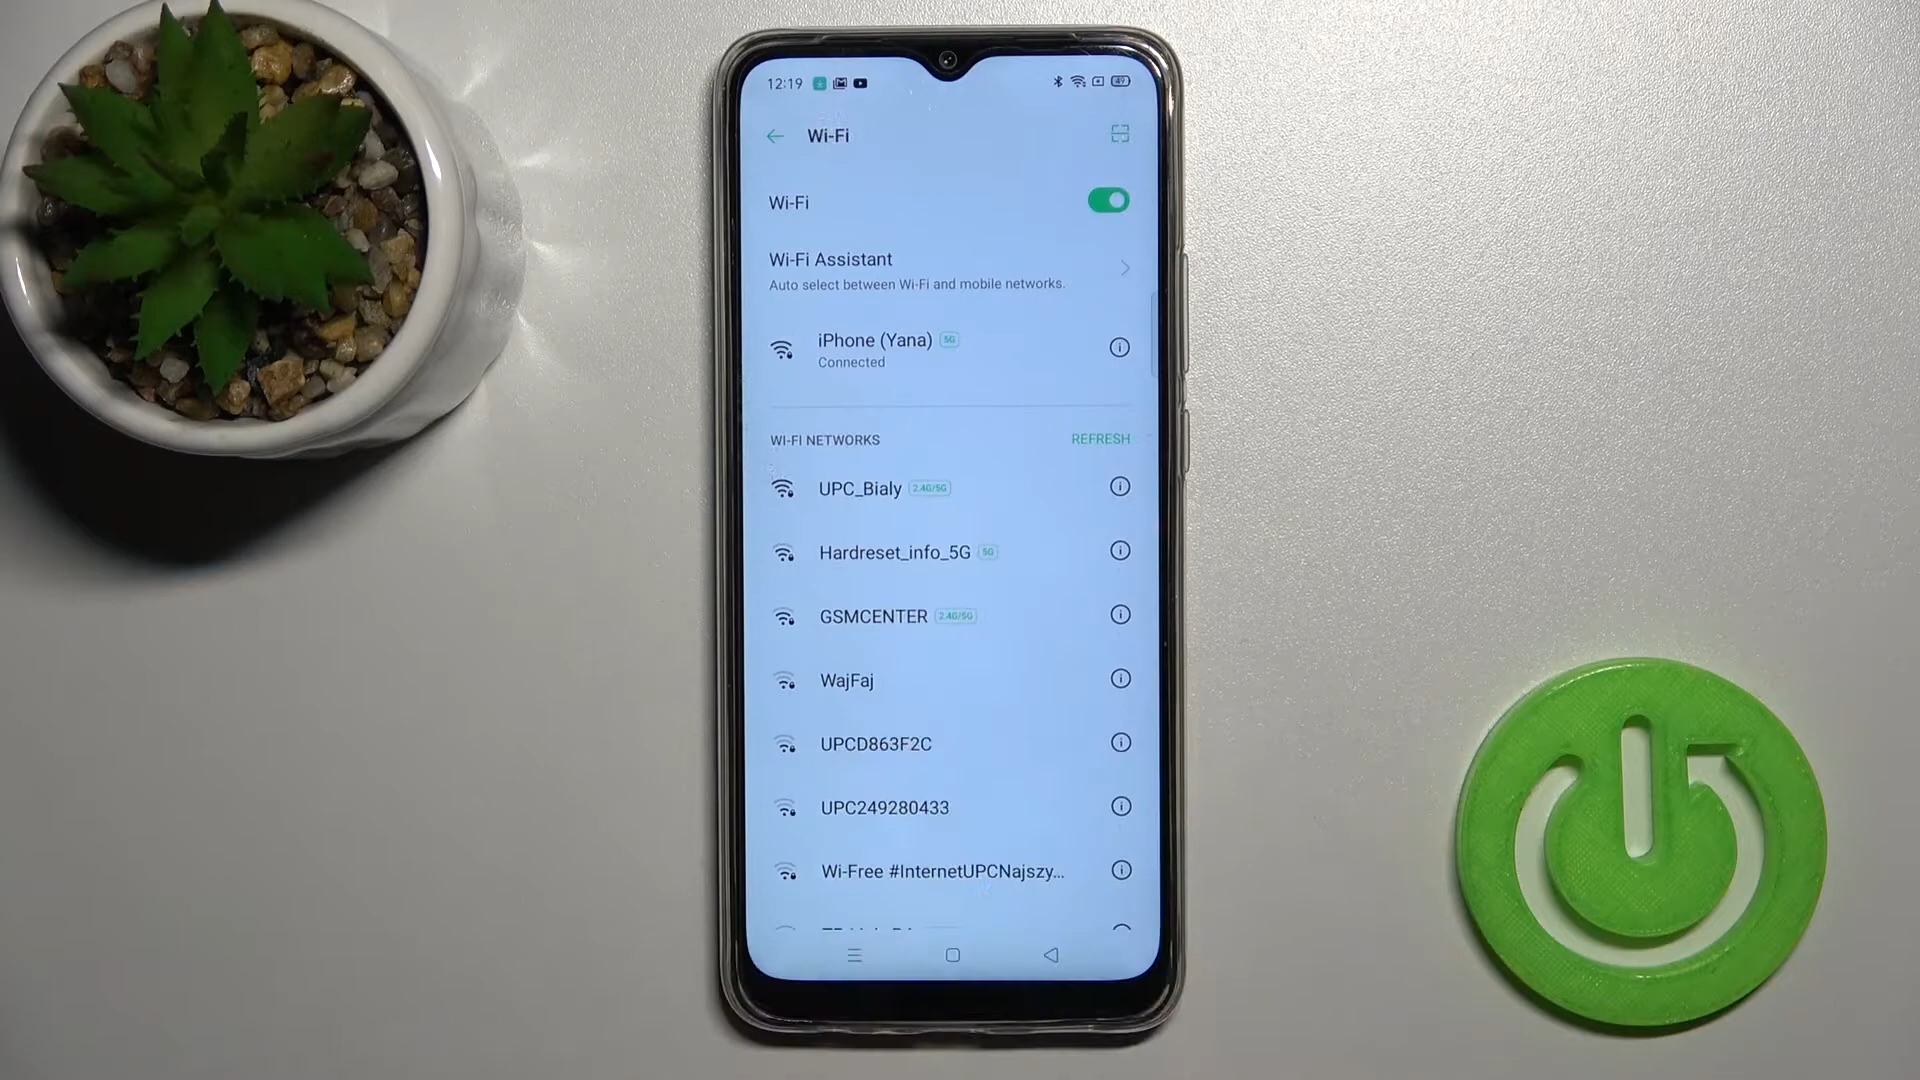 12:19
Wi-Fi
Wi-Fi
Wi-Fi Assistant
Auto select between Wi-Fi and mobile networks.
iPhone (Yana) 5G
Connected
WI-FI NETWORKS REFRESH
UPC_Bialy 2.4G/5G
Hardreset_info_5G 5G
GSMCENTER 2.4G/5G
WajFaj
UPCD863F2C
UPC249280433
Wi-Free #InternetUPCNajszy...